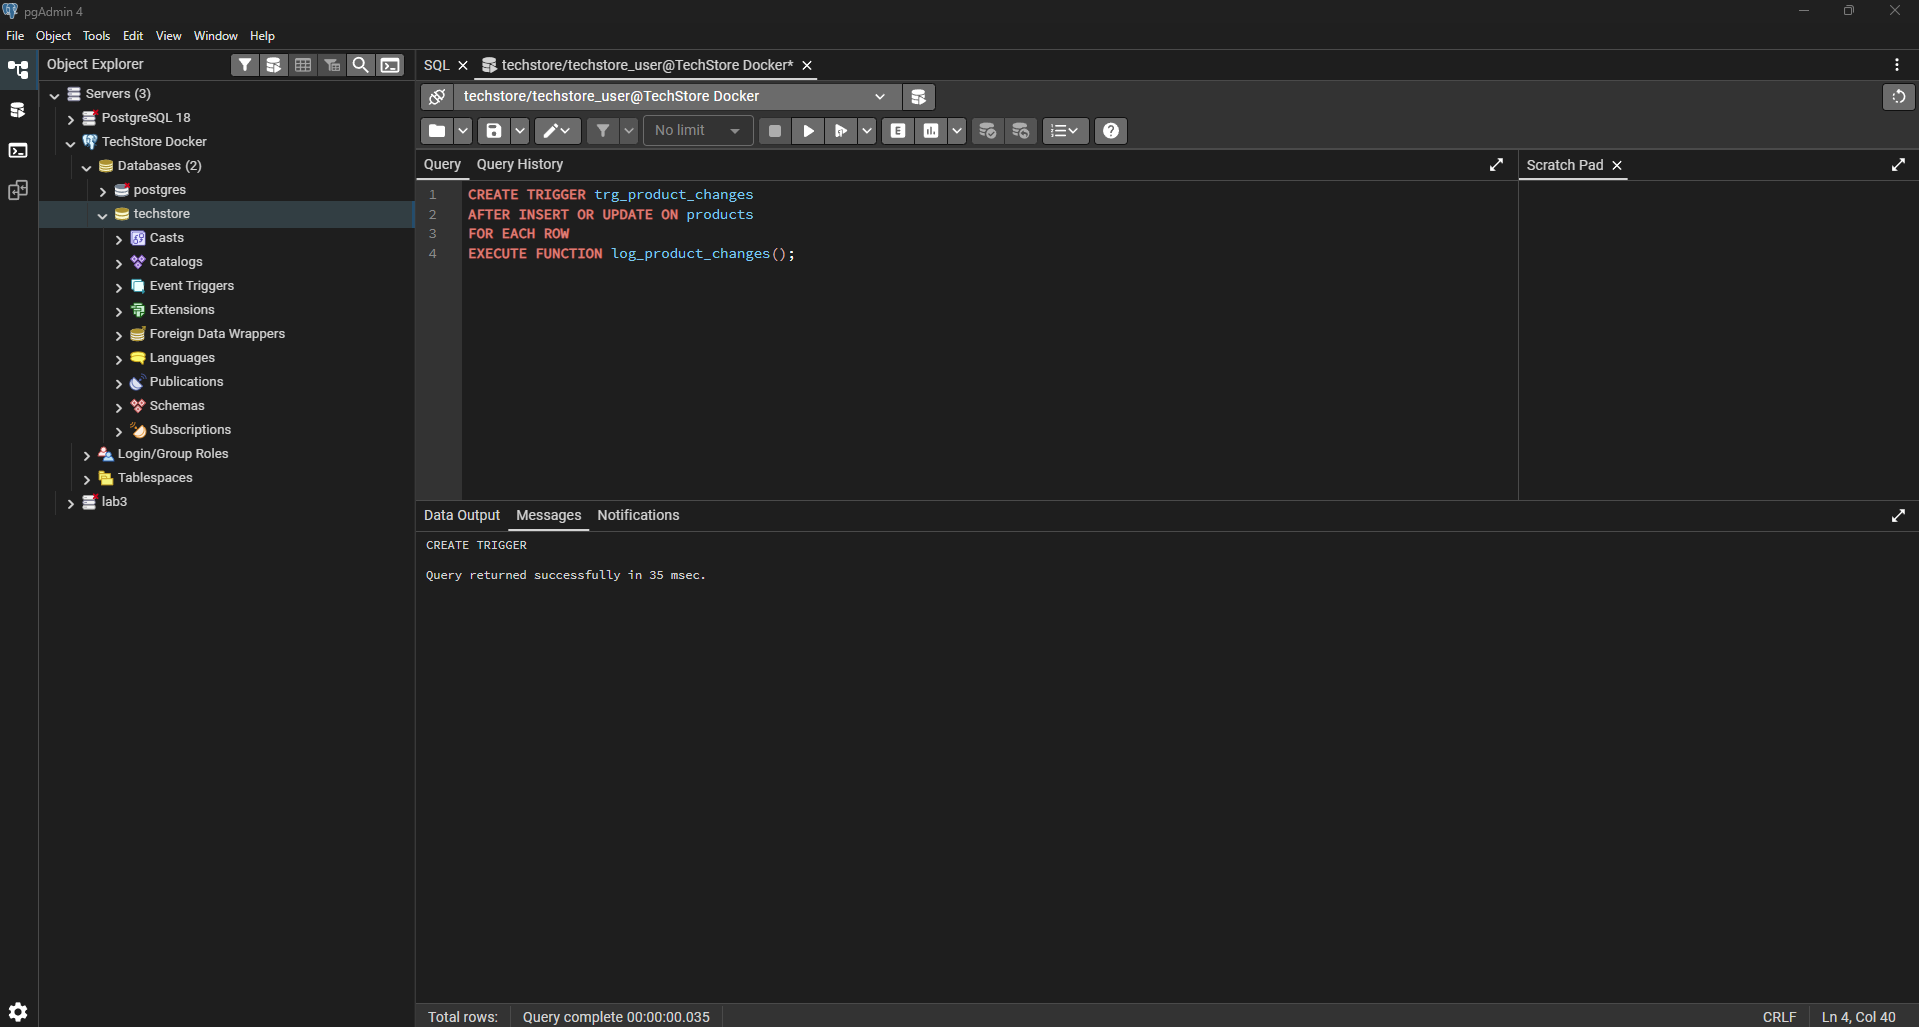 pgAdmin 4
File Object Tools Edit View Window Help
Object Explorer
SQL
techstore/techstore_user@TechStore Docker*
Servers (3)
PostgreSQL 18
TechStore Docker
Databases (2)
postgres
techstore
Casts
Catalogs
Event Triggers
Extensions
Foreign Data Wrappers
Languages
Publications
Schemas
Subscriptions
Login/Group Roles
Tablespaces
lab3
techstore/techstore_user@TechStore Docker
No limit
E
Query Query History
Scratch Pad
1 CREATE TRIGGER trg_product_changes
2 AFTER INSERT OR UPDATE ON products
3 FOR EACH ROW
4 EXECUTE FUNCTION log_product_changes();
Data Output Messages Notifications
CREATE TRIGGER
Query returned successfully in 35 msec.
Total rows: Query complete 00:00:00.035
CRLF Ln 4, Col 40